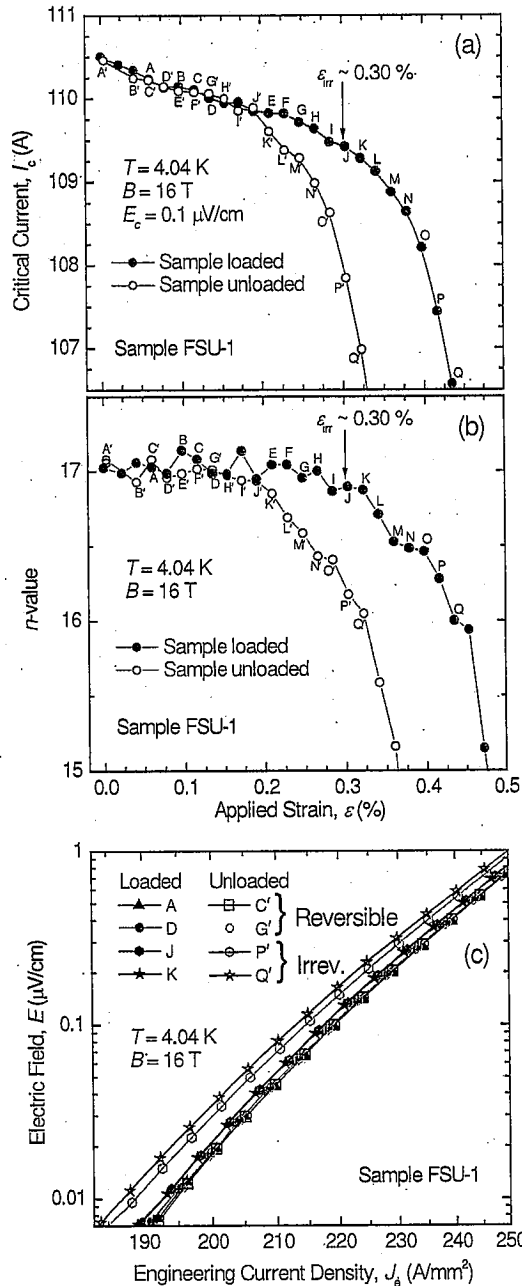 (a)
111
110
109
108
107
Critical Current, I_c (A)
A' B' C' A D' E' B C F' D G' H' I' J' K' L' M' N' O' P' Q'
E F G H I J K L M N O P Q
ε_irr ~ 0.30 %
T = 4.04 K
B = 16 T
E_c = 0.1 μV/cm
Sample loaded
Sample unloaded
Sample FSU-1
(b)
17
16
15
n-value
A' B' C' A D' B E' C F' D G' H' I' J' K' L' M' N' O P' Q'
E F G H I J K L M N O P Q
ε_irr ~ 0.30 %
T = 4.04 K
B = 16 T
Sample loaded
Sample unloaded
Sample FSU-1
0.0 0.1 0.2 0.3 0.4 0.5
Applied Strain, ε (%)
(c)
1
0.1
0.01
Electric Field, E (μV/cm)
Loaded Unloaded
A C'
D G'
Reversible
J P'
K Q'
Irrev.
T = 4.04 K
B = 16 T
Sample FSU-1
190 200 210 220 230 240 250
Engineering Current Density, J_e (A/mm²)